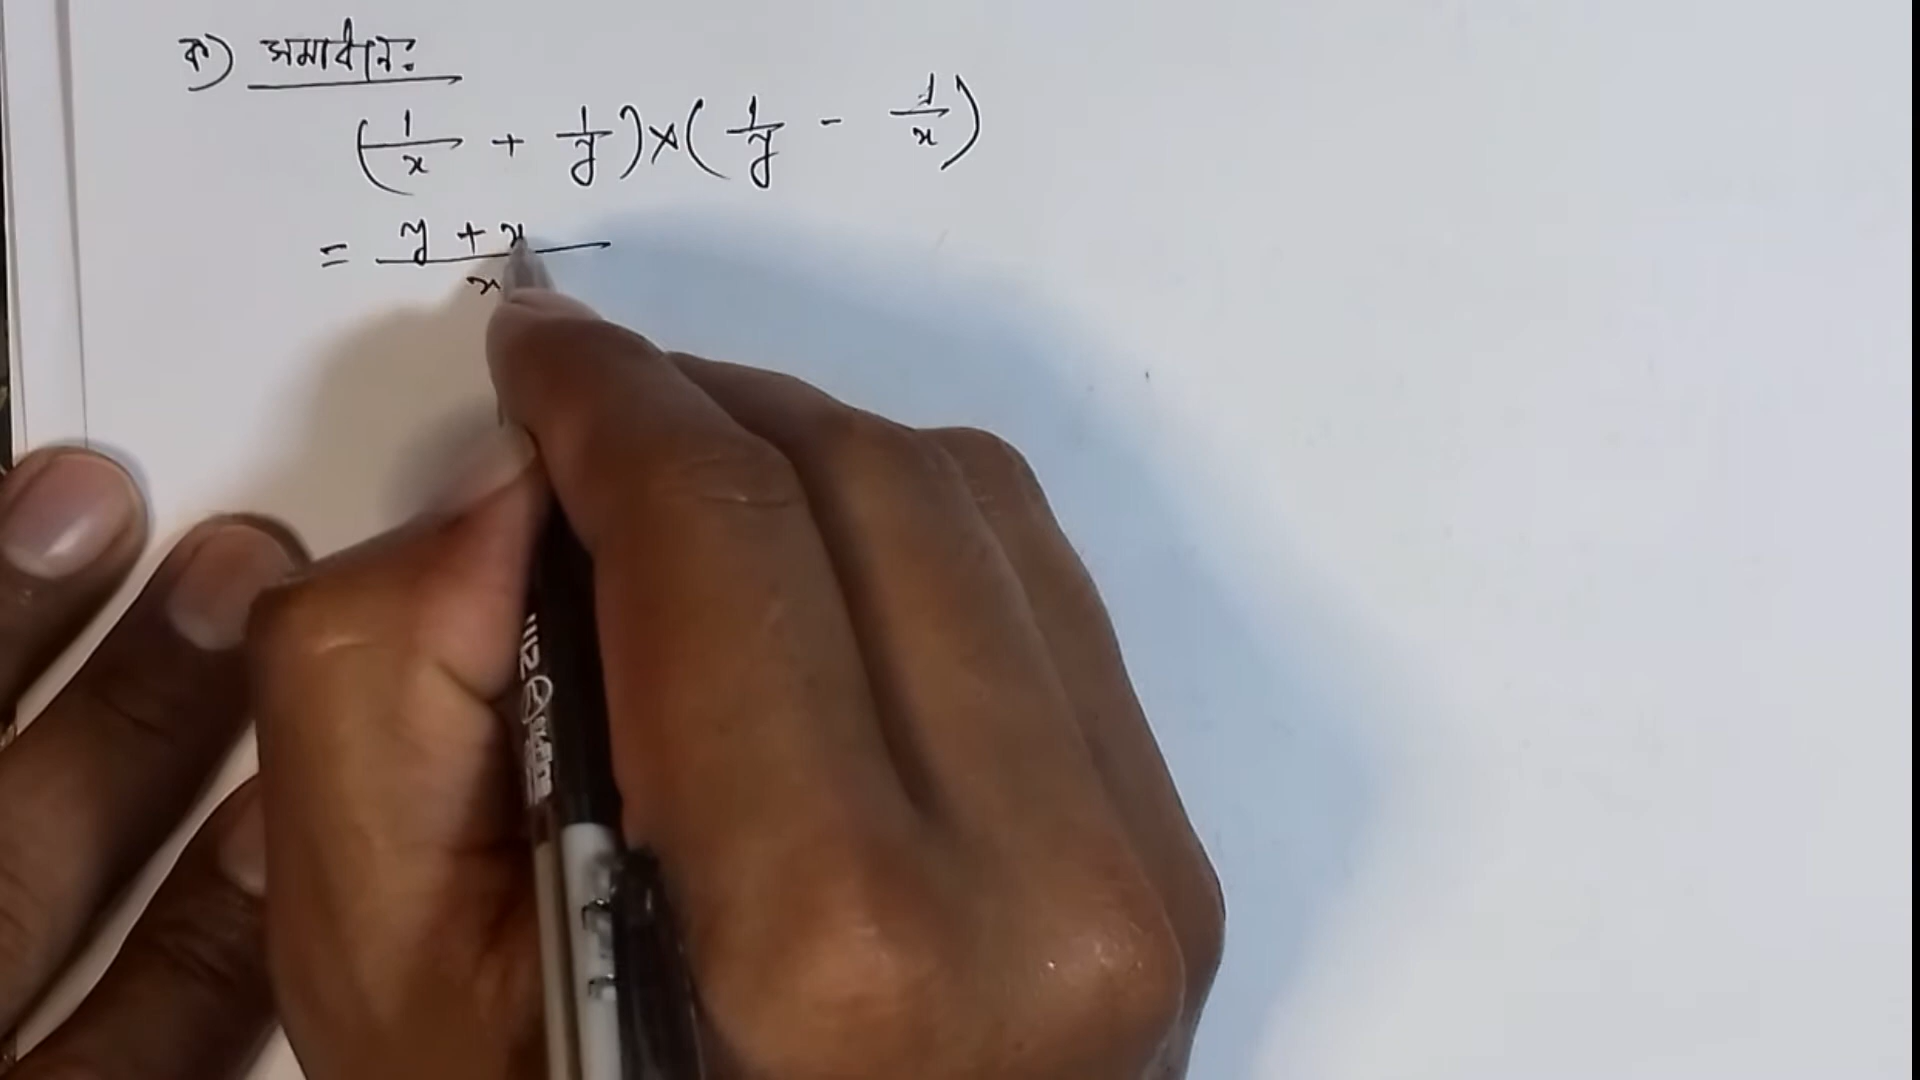 ক) সমাধান:
(1/x + 1/y) × (1/y - 1/x)
= y + x / x